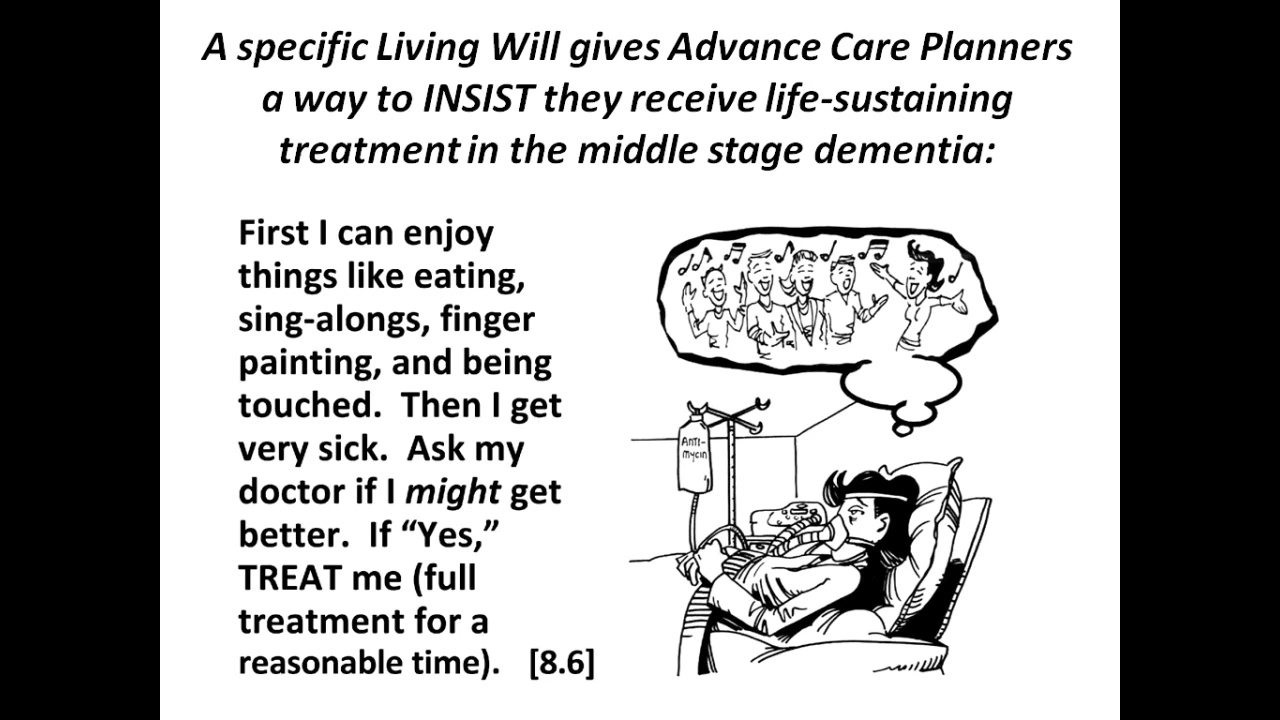 A specific Living Will gives Advance Care Planners
a way to INSIST they receive life-sustaining
treatment in the middle stage dementia:
First I can enjoy
things like eating,
sing-alongs, finger
painting, and being
touched. Then I get
very sick. Ask my
doctor if I might get
better. If “Yes,”
TREAT me (full
treatment for a
reasonable time). [8.6]
Anti-
mycin